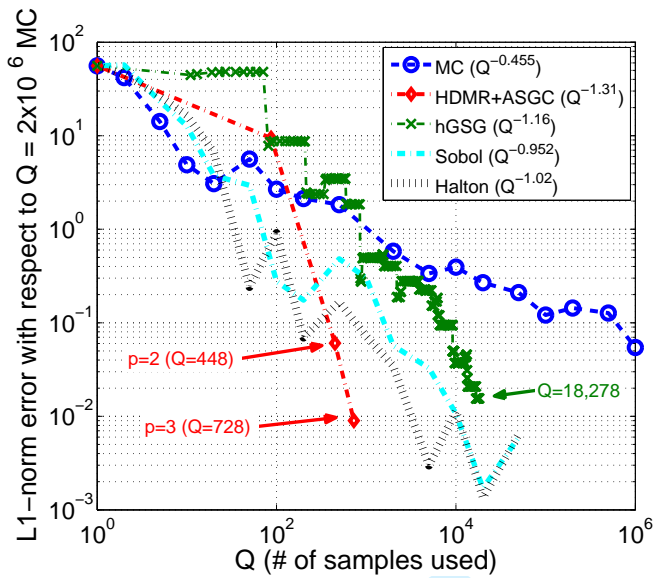 L1-norm error with respect to Q = 2x10^6 MC
10^2
10^1
10^0
10^-1
10^-2
10^-3
MC (Q^-0.455)
HDMR+ASGC (Q^-1.31)
hGSG (Q^-1.16)
Sobol (Q^-0.952)
Halton (Q^-1.02)
p=2 (Q=448)
p=3 (Q=728)
Q=18,278
10^0
10^2
10^4
10^6
Q (# of samples used)